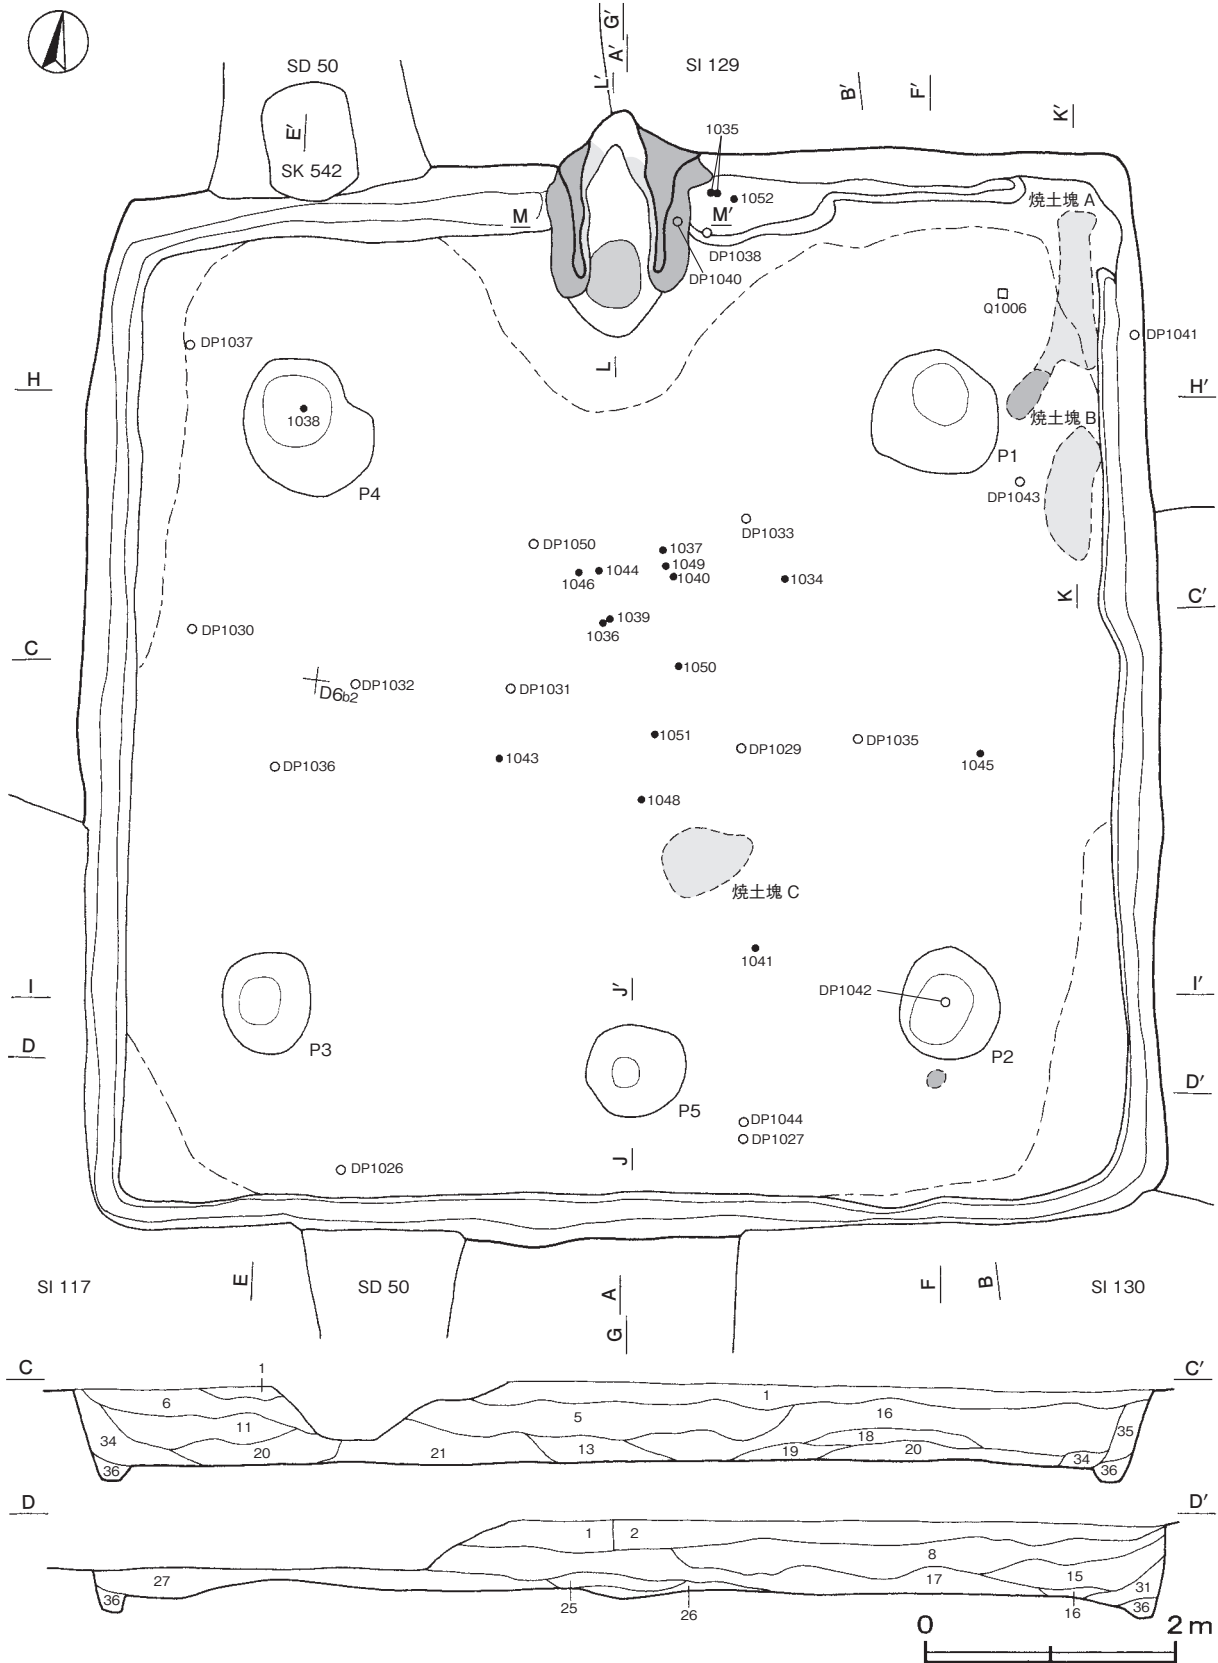 G′
A′
L′
SI 129
B′
F′
K′
SD 50
E′
SK 542
1035
1052
M
M′
焼土塊 A
DP1038
DP1040
Q1006
DP1041
DP1037
L
H
H′
1038
焼土塊 B
P4
P1
DP1043
DP1033
DP1050
1037
1049
1040
1046
1044
1034
K
C′
1039
1036
DP1030
C
1050
D6b2
DP1032
DP1031
1051
DP1029
DP1035
1043
1045
DP1036
1048
焼土塊 C
1041
I
J′
DP1042
I′
D
P3
P2
D′
P5
DP1044
DP1027
J
DP1026
SI 117
E
SD 50
A
G
F
B
SI 130
C
1
C′
6
1
5
16
11
34
18
35
20
21
13
19
20
34
36
36
D
D′
1
2
8
27
17
15
31
36
25
26
16
36
0
2 m